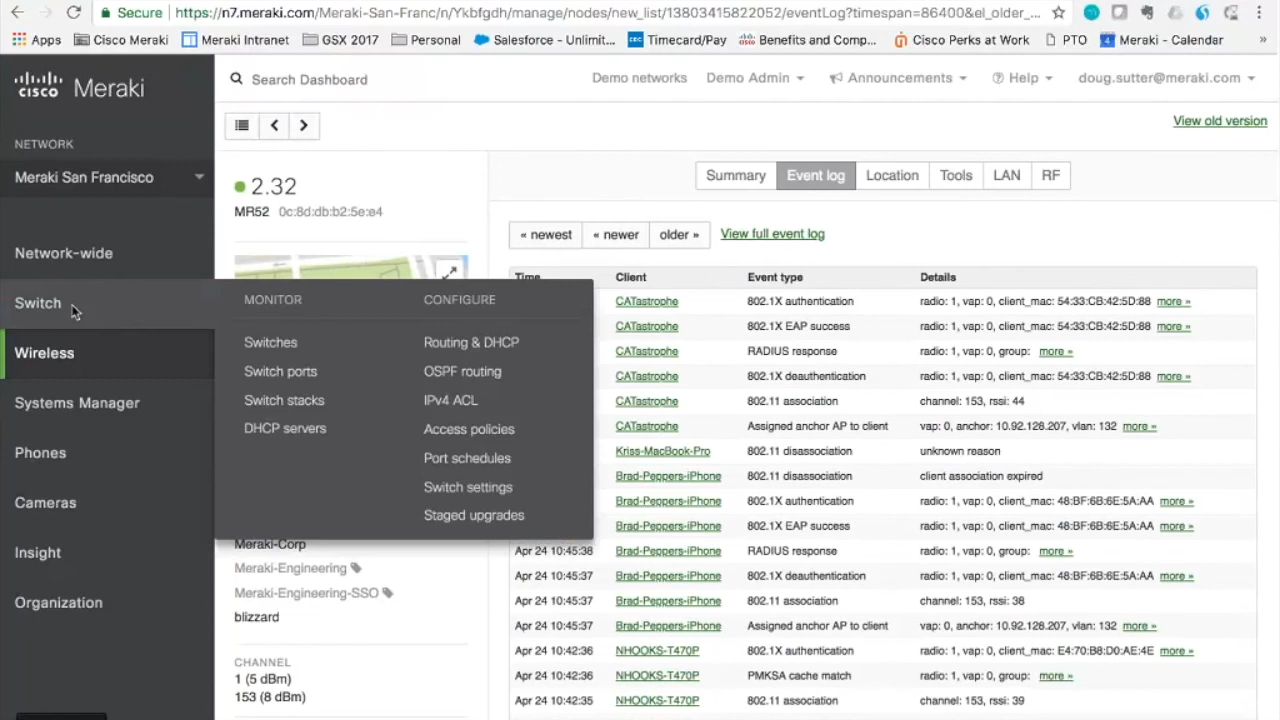 Secure https://n7.meraki.com/Meraki-San-Franc/n/Ykbfgdh/manage/nodes/new_list/13803415822052/eventLog?timespan=86400&el_older_...
Apps Cisco Meraki Meraki Intranet GSX 2017 Personal Salesforce - Unlimit... Timecard/Pay Benefits and Comp... Cisco Perks at Work PTO Meraki - Calendar »
cisco Meraki
Search Dashboard Demo networks Demo Admin Announcements Help doug.sutter@meraki.com
View old version
NETWORK
Meraki San Francisco
Network-wide
Switch
Wireless
Systems Manager
Phones
Cameras
Insight
Organization
MONITOR
Switches
Switch ports
Switch stacks
DHCP servers
CONFIGURE
Routing & DHCP
OSPF routing
IPv4 ACL
Access policies
Port schedules
Switch settings
Staged upgrades
2.32
MR52 0c:8d:db:b2:5e:e4
Meraki-Corp
Meraki-Engineering
Meraki-Engineering-SSO
blizzard
CHANNEL
1 (5 dBm)
153 (8 dBm)
Summary Event log Location Tools LAN RF
« newest « newer older » View full event log
Time Client Event type Details
CATastrophe 802.1X authentication radio: 1, vap: 0, client_mac: 54:33:CB:42:5D:88 more »
CATastrophe 802.1X EAP success radio: 1, vap: 0, client_mac: 54:33:CB:42:5D:88 more »
CATastrophe RADIUS response radio: 1, vap: 0, group: more »
CATastrophe 802.1X deauthentication radio: 1, vap: 0, client_mac: 54:33:CB:42:5D:88 more »
CATastrophe 802.11 association channel: 153, rssi: 44
CATastrophe Assigned anchor AP to client vap: 0, anchor: 10.92.128.207, vlan: 132 more »
Kriss-MacBook-Pro 802.11 disassociation unknown reason
Brad-Peppers-iPhone 802.11 disassociation client association expired
Brad-Peppers-iPhone 802.1X authentication radio: 1, vap: 0, client_mac: 48:BF:6B:6E:5A:AA more »
Brad-Peppers-iPhone 802.1X EAP success radio: 1, vap: 0, client_mac: 48:BF:6B:6E:5A:AA more »
Apr 24 10:45:38 Brad-Peppers-iPhone RADIUS response radio: 1, vap: 0, group: more »
Apr 24 10:45:37 Brad-Peppers-iPhone 802.1X deauthentication radio: 1, vap: 0, client_mac: 48:BF:6B:6E:5A:AA more »
Apr 24 10:45:37 Brad-Peppers-iPhone 802.11 association channel: 153, rssi: 38
Apr 24 10:45:37 Brad-Peppers-iPhone Assigned anchor AP to client vap: 0, anchor: 10.92.128.207, vlan: 132 more »
Apr 24 10:42:36 NHOOKS-T470P 802.1X authentication radio: 1, vap: 0, client_mac: E4:70:B8:D0:AE:4E more »
Apr 24 10:42:36 NHOOKS-T470P PMKSA cache match radio: 1, vap: 0, group: more »
Apr 24 10:42:35 NHOOKS-T470P 802.11 association channel: 153, rssi: 39